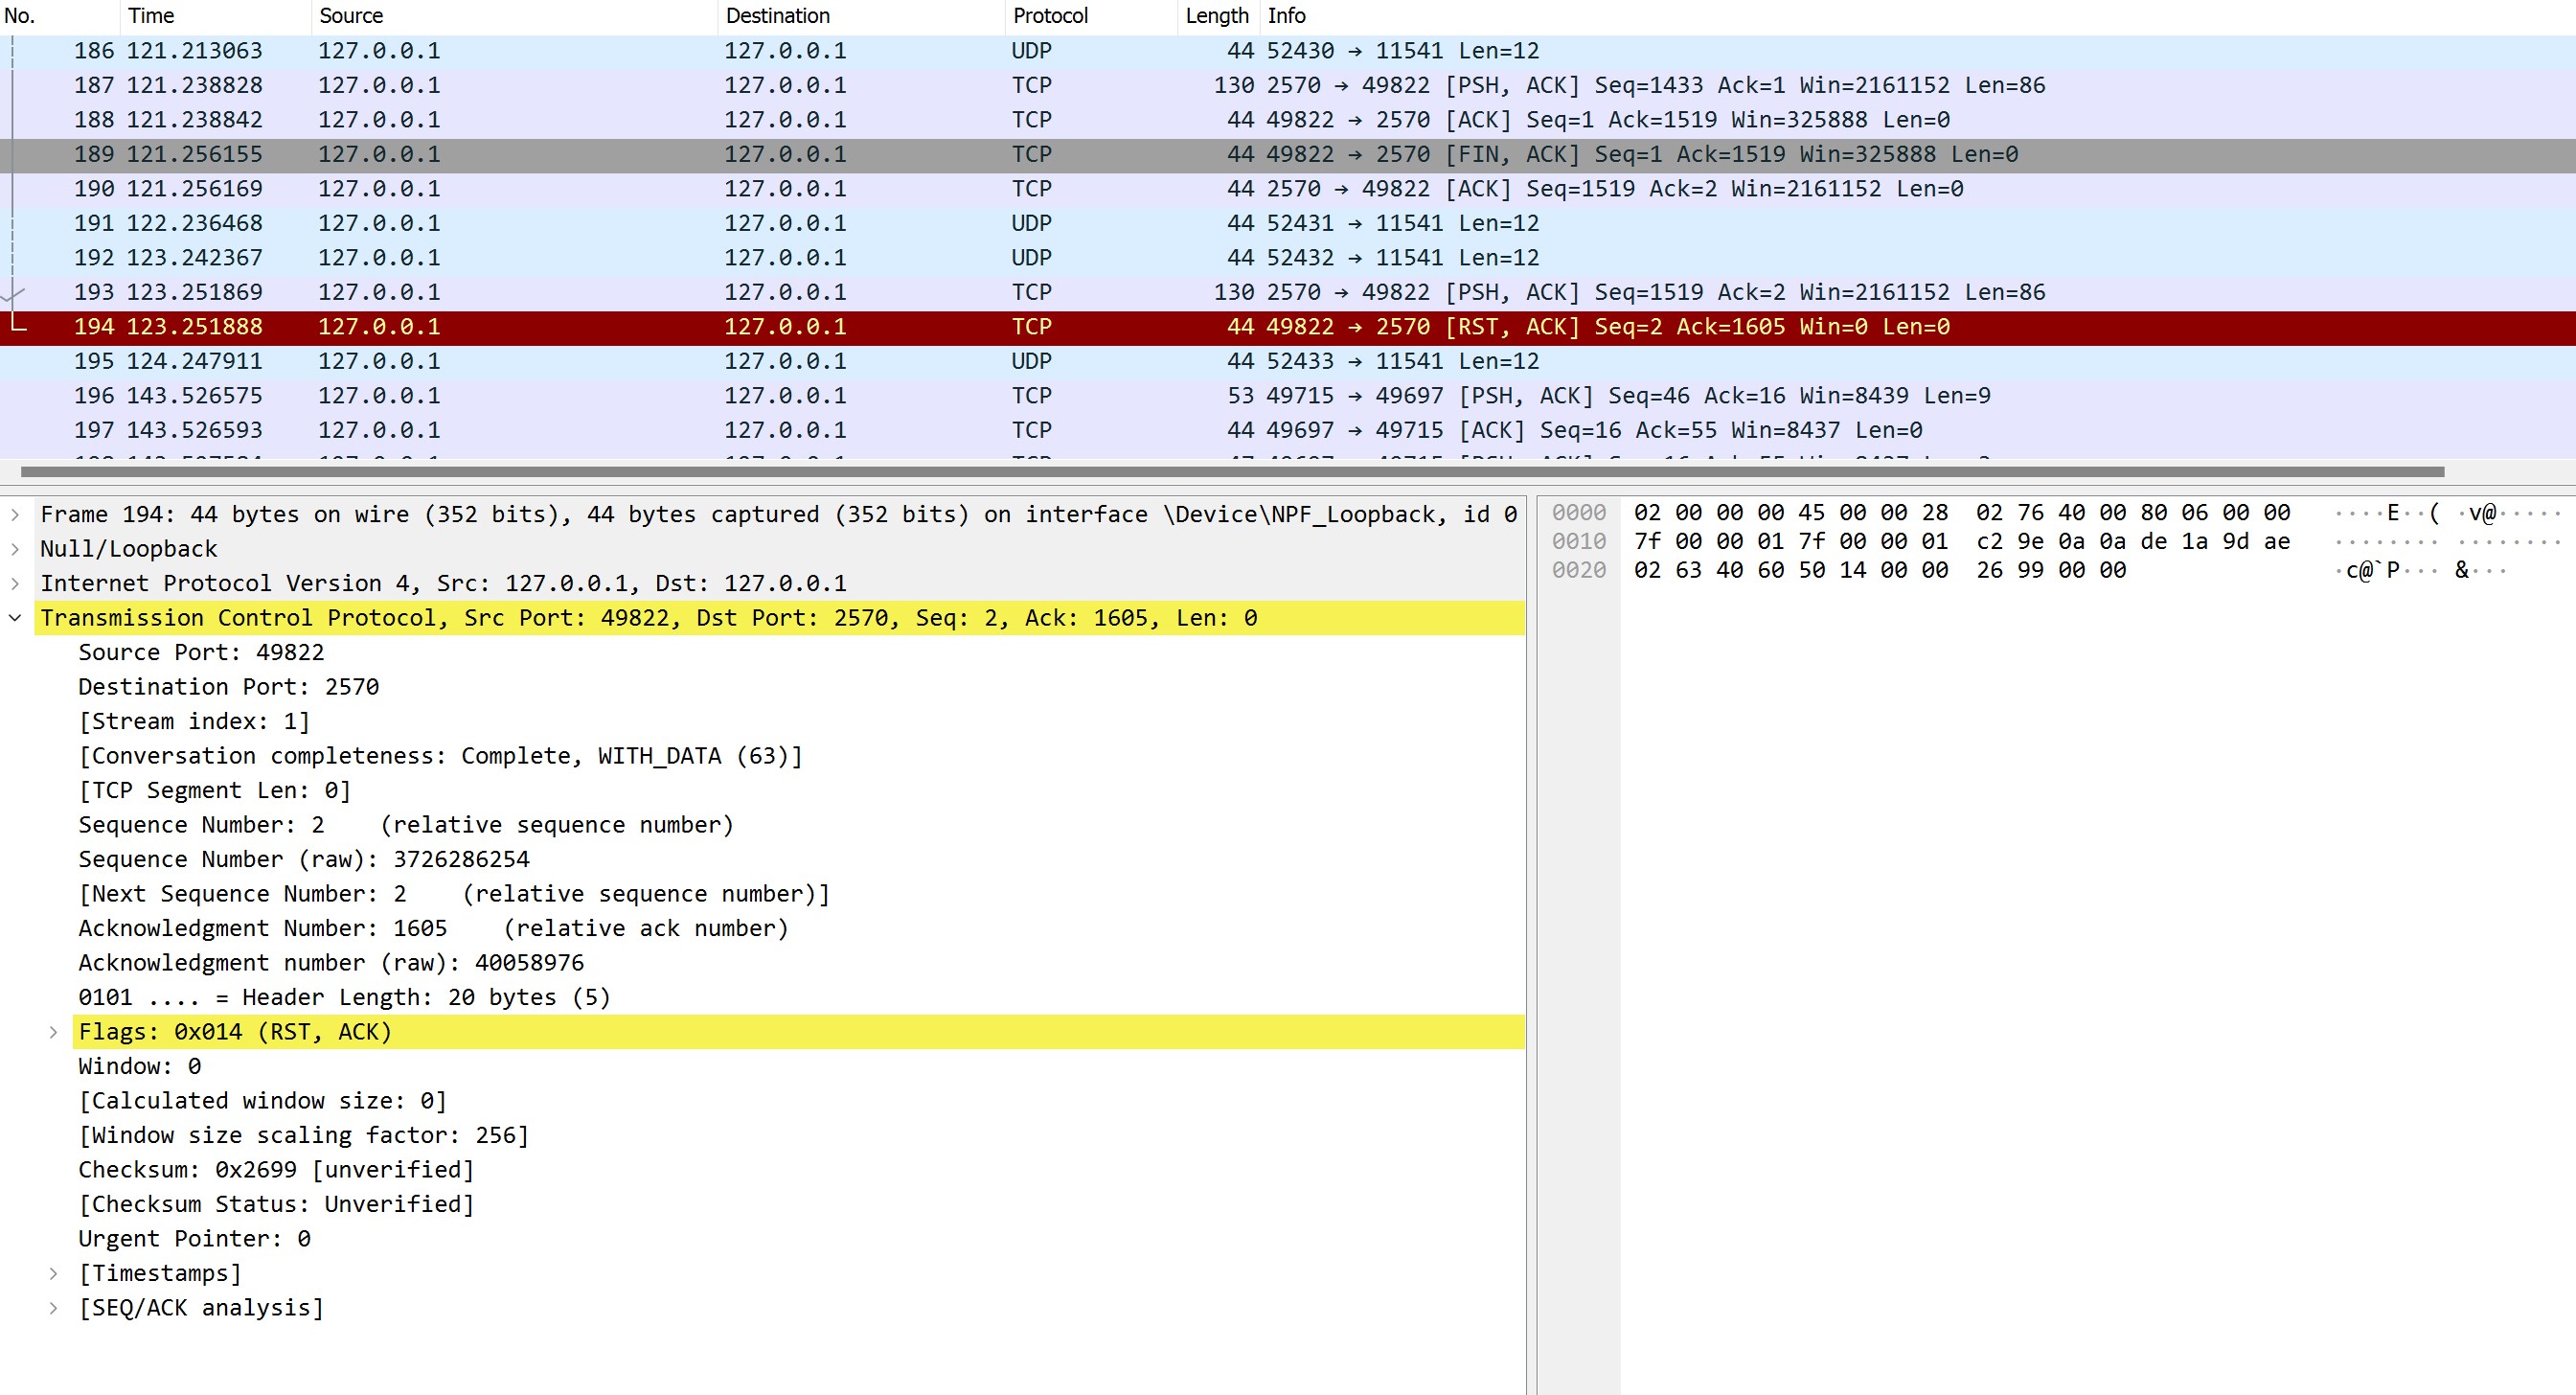 No. Time Source Destination Protocol Length Info
186 121.213063 127.0.0.1 127.0.0.1 UDP 44 52430 → 11541 Len=12
187 121.238828 127.0.0.1 127.0.0.1 TCP 130 2570 → 49822 [PSH, ACK] Seq=1433 Ack=1 Win=2161152 Len=86
188 121.238842 127.0.0.1 127.0.0.1 TCP 44 49822 → 2570 [ACK] Seq=1 Ack=1519 Win=325888 Len=0
189 121.256155 127.0.0.1 127.0.0.1 TCP 44 49822 → 2570 [FIN, ACK] Seq=1 Ack=1519 Win=325888 Len=0
190 121.256169 127.0.0.1 127.0.0.1 TCP 44 2570 → 49822 [ACK] Seq=1519 Ack=2 Win=2161152 Len=0
191 122.236468 127.0.0.1 127.0.0.1 UDP 44 52431 → 11541 Len=12
192 123.242367 127.0.0.1 127.0.0.1 UDP 44 52432 → 11541 Len=12
193 123.251869 127.0.0.1 127.0.0.1 TCP 130 2570 → 49822 [PSH, ACK] Seq=1519 Ack=2 Win=2161152 Len=86
194 123.251888 127.0.0.1 127.0.0.1 TCP 44 49822 → 2570 [RST, ACK] Seq=2 Ack=1605 Win=0 Len=0
195 124.247911 127.0.0.1 127.0.0.1 UDP 44 52433 → 11541 Len=12
196 143.526575 127.0.0.1 127.0.0.1 TCP 53 49715 → 49697 [PSH, ACK] Seq=46 Ack=16 Win=8439 Len=9
197 143.526593 127.0.0.1 127.0.0.1 TCP 44 49697 → 49715 [ACK] Seq=16 Ack=55 Win=8437 Len=0
Frame 194: 44 bytes on wire (352 bits), 44 bytes captured (352 bits) on interface \Device\NPF_Loopback, id 0
Null/Loopback
Internet Protocol Version 4, Src: 127.0.0.1, Dst: 127.0.0.1
Transmission Control Protocol, Src Port: 49822, Dst Port: 2570, Seq: 2, Ack: 1605, Len: 0
Source Port: 49822
Destination Port: 2570
[Stream index: 1]
[Conversation completeness: Complete, WITH_DATA (63)]
[TCP Segment Len: 0]
Sequence Number: 2 (relative sequence number)
Sequence Number (raw): 3726286254
[Next Sequence Number: 2 (relative sequence number)]
Acknowledgment Number: 1605 (relative ack number)
Acknowledgment number (raw): 40058976
0101 .... = Header Length: 20 bytes (5)
Flags: 0x014 (RST, ACK)
Window: 0
[Calculated window size: 0]
[Window size scaling factor: 256]
Checksum: 0x2699 [unverified]
[Checksum Status: Unverified]
Urgent Pointer: 0
[Timestamps]
[SEQ/ACK analysis]
0000 02 00 00 00 45 00 00 28 02 76 40 00 80 06 00 00 ····E··( ·v@·····
0010 7f 00 00 01 7f 00 00 01 c2 9e 0a 0a de 1a 9d ae ········ ········
0020 02 63 40 60 50 14 00 00 26 99 00 00 ·c@`P··· &···